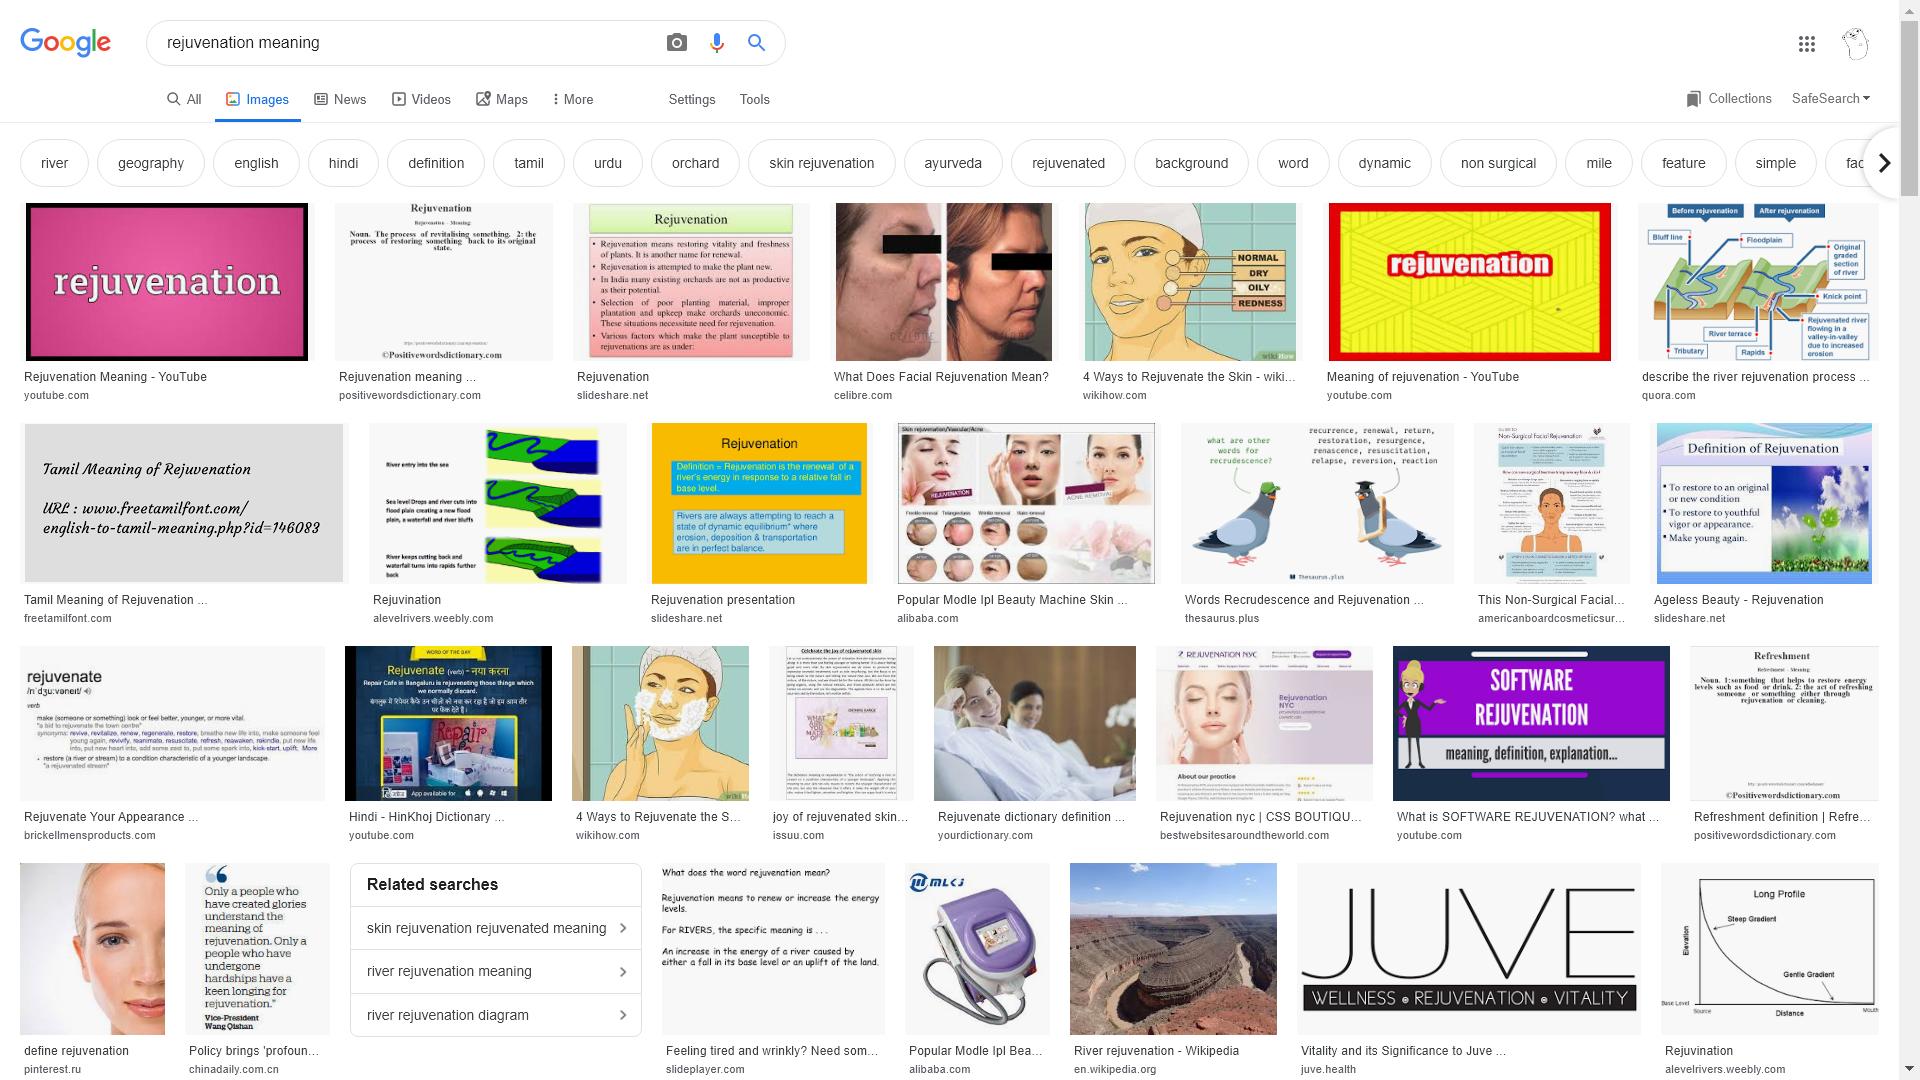 Google
rejuvenation meaning
All
Images
News
Videos
Maps
More
Settings
Tools
Collections
SafeSearch
river
geography
english
hindi
definition
tamil
urdu
orchard
skin rejuvenation
ayurveda
rejuvenated
background
word
dynamic
non surgical
mile
feature
simple
rejuvenation
Rejuvenation Meaning - YouTube
youtube.com
Rejuvenation
Rejuvenation - Meaning
Noun. The process of revitalising something. 2: the
process of restoring something back to its original
state.
©Positivewordsdictionary.com
Rejuvenation meaning ...
positivewordsdictionary.com
Rejuvenation
• Rejuvenation means restoring vitality and freshness
of plants. It is another name for renewal.
• Rejuvenation is attempted to make the plant new.
• In India many existing orchards are not as productive
as their potential.
• Selection of poor planting material, improper
plantation and upkeep make orchards uneconomic.
These situations necessitate need for rejuvenation.
• Various factors which make the plant susceptible to
rejuvenations are as under:
Rejuvenation
slideshare.net
What Does Facial Rejuvenation Mean?
celibre.com
NORMAL
DRY
OILY
REDNESS
wikiHow
4 Ways to Rejuvenate the Skin - wiki...
wikihow.com
rejuvenation
Meaning of rejuvenation - YouTube
youtube.com
Before rejuvenation
After rejuvenation
Bluff line
Floodplain
Original
graded
section
of river
Knick point
River terrace
Rejuvenated river
flowing in a
valley-in-valley
due to increased
erosion
Tributary
Rapids
describe the river rejuvenation process ...
quora.com
Tamil Meaning of Rejuvenation
URL : www.freetamilfont.com/
english-to-tamil-meaning.php?id=146083
Tamil Meaning of Rejuvenation ...
freetamilfont.com
River entry into the sea
Sea level Drops and river cuts into
flood plain creating a new flood
plain, a waterfall and river bluffs
River keeps cutting back and
waterfall turns into rapids further
back
Rejuvination
alevelrivers.weebly.com
Rejuvenation
Definition = Rejuvenation is the renewal of a
river's energy in response to a relative fall in
base level.
Rivers are always attempting to reach a
state of dynamic equilibrium" where
erosion, deposition & transportation
are in perfect balance.
Rejuvenation presentation
slideshare.net
Skin rejuvenation/Vascular/Acne
REJUVENATION
ACNE REMOVAL
Popular Modle Ipl Beauty Machine Skin ...
alibaba.com
what are other
words for
recrudescence?
recurrence, renewal, return,
restoration, resurgence,
renascence, resuscitation,
relapse, reversion, reaction
Thesaurus.plus
Words Recrudescence and Rejuvenation ...
thesaurus.plus
Non-Surgical Facial Rejuvenation
This Non-Surgical Facial...
americanboardcosmeticsur...
Definition of Rejuvenation
• To restore to an original
or new condition
• To restore to youthful
vigor or appearance.
• Make young again.
Ageless Beauty - Rejuvenation
slideshare.net
rejuvenate
/rɪˈdʒuːvəneɪt/
verb
make (someone or something) look or feel better, younger, or more vital.
"a bid to rejuvenate the town centre"
synonyms: revive, revitalize, renew, regenerate, restore, breathe new life into, make someone feel
young again, revivify, reanimate, resuscitate, refresh, reawaken, rekindle, put new life
into, put new heart into, add some zest to, put some spark into, kick-start, uplift. More
• restore (a river or stream) to a condition characteristic of a younger landscape.
"a rejuvenated stream"
Rejuvenate Your Appearance ...
brickellmensproducts.com
WORD OF THE DAY
Rejuvenate (verb) - नया करना
Repair Cafe in Bangaluru is rejuvenating those things which
we normally discard.
App available for
Hindi - HinKhoj Dictionary ...
youtube.com
4 Ways to Rejuvenate the S...
wikihow.com
Celebrate the joy of rejuvenated skin
joy of rejuvenated skin...
issuu.com
Rejuvenate dictionary definition ...
yourdictionary.com
REJUVENATION NYC
Rejuvenation
NYC
About our practice
Rejuvenation nyc | CSS BOUTIQU...
bestwebsitesaroundtheworld.com
SOFTWARE
REJUVENATION
meaning, definition, explanation...
What is SOFTWARE REJUVENATION? what ...
youtube.com
Refreshment
Refreshment - Meaning
Noun. 1:something that helps to restore energy
levels such as food or drink. 2: the act of refreshing
someone or something either through
rejuvenation or cleaning.
©Positivewordsdictionary.com
Refreshment definition | Refre...
positivewordsdictionary.com
define rejuvenation
pinterest.ru
Only a people who
have created glories
understand the
meaning of
rejuvenation. Only a
people who have
undergone
hardships have a
keen longing for
rejuvenation."
Vice-President
Wang Qishan
Policy brings 'profoun...
chinadaily.com.cn
Related searches
skin rejuvenation rejuvenated meaning
river rejuvenation meaning
river rejuvenation diagram
What does the word rejuvenation mean?
Rejuvenation means to renew or increase the energy
levels.
For RIVERS, the specific meaning is . . .
An increase in the energy of a river caused by
either a fall in its base level or an uplift of the land.
Feeling tired and wrinkly? Need som...
slideplayer.com
MLKJ
Popular Modle Ipl Bea...
alibaba.com
River rejuvenation - Wikipedia
en.wikipedia.org
JUVE
WELLNESS • REJUVENATION • VITALITY
Vitality and its Significance to Juve ...
juve.health
Long Profile
Steep Gradient
Elevation
Gentle Gradient
Base Level
Source
Distance
Mouth
Rejuvination
alevelrivers.weebly.com